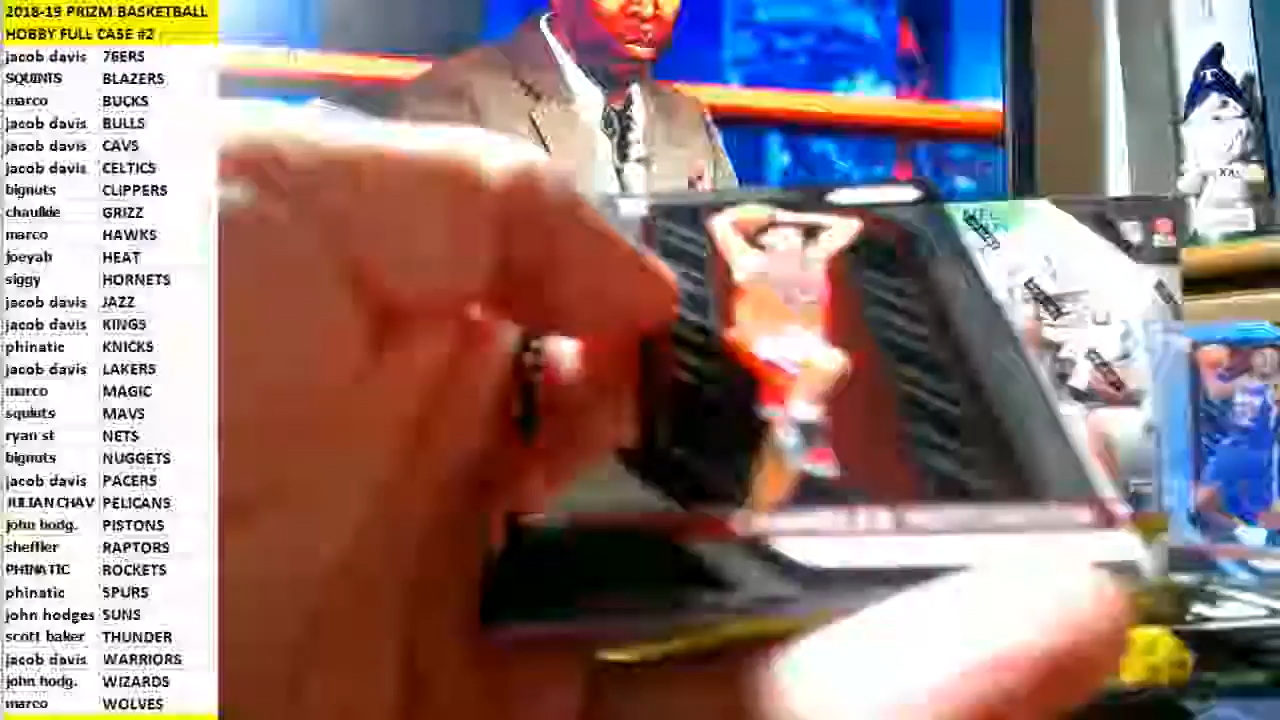 2018-19 PRIZM BASKETBALL
HOBBY FULL CASE #2
jacob davis 76ERS
SQUINTS BLAZERS
marco BUCKS
jacob davis BULLS
jacob davis CAVS
jacob davis CELTICS
bignuts CLIPPERS
chaulkie GRIZZ
marco HAWKS
joeyah HEAT
siggy HORNETS
jacob davis JAZZ
jacob davis KINGS
phinatic KNICKS
jacob davis LAKERS
marco MAGIC
squints MAVS
ryan st NETS
bignuts NUGGETS
jacob davis PACERS
JULIAN CHAV PELICANS
john hodg. PISTONS
sheffler RAPTORS
PHINATIC ROCKETS
phinatic SPURS
john hodges SUNS
scott baker THUNDER
jacob davis WARRIORS
john hodg. WIZARDS
marco WOLVES